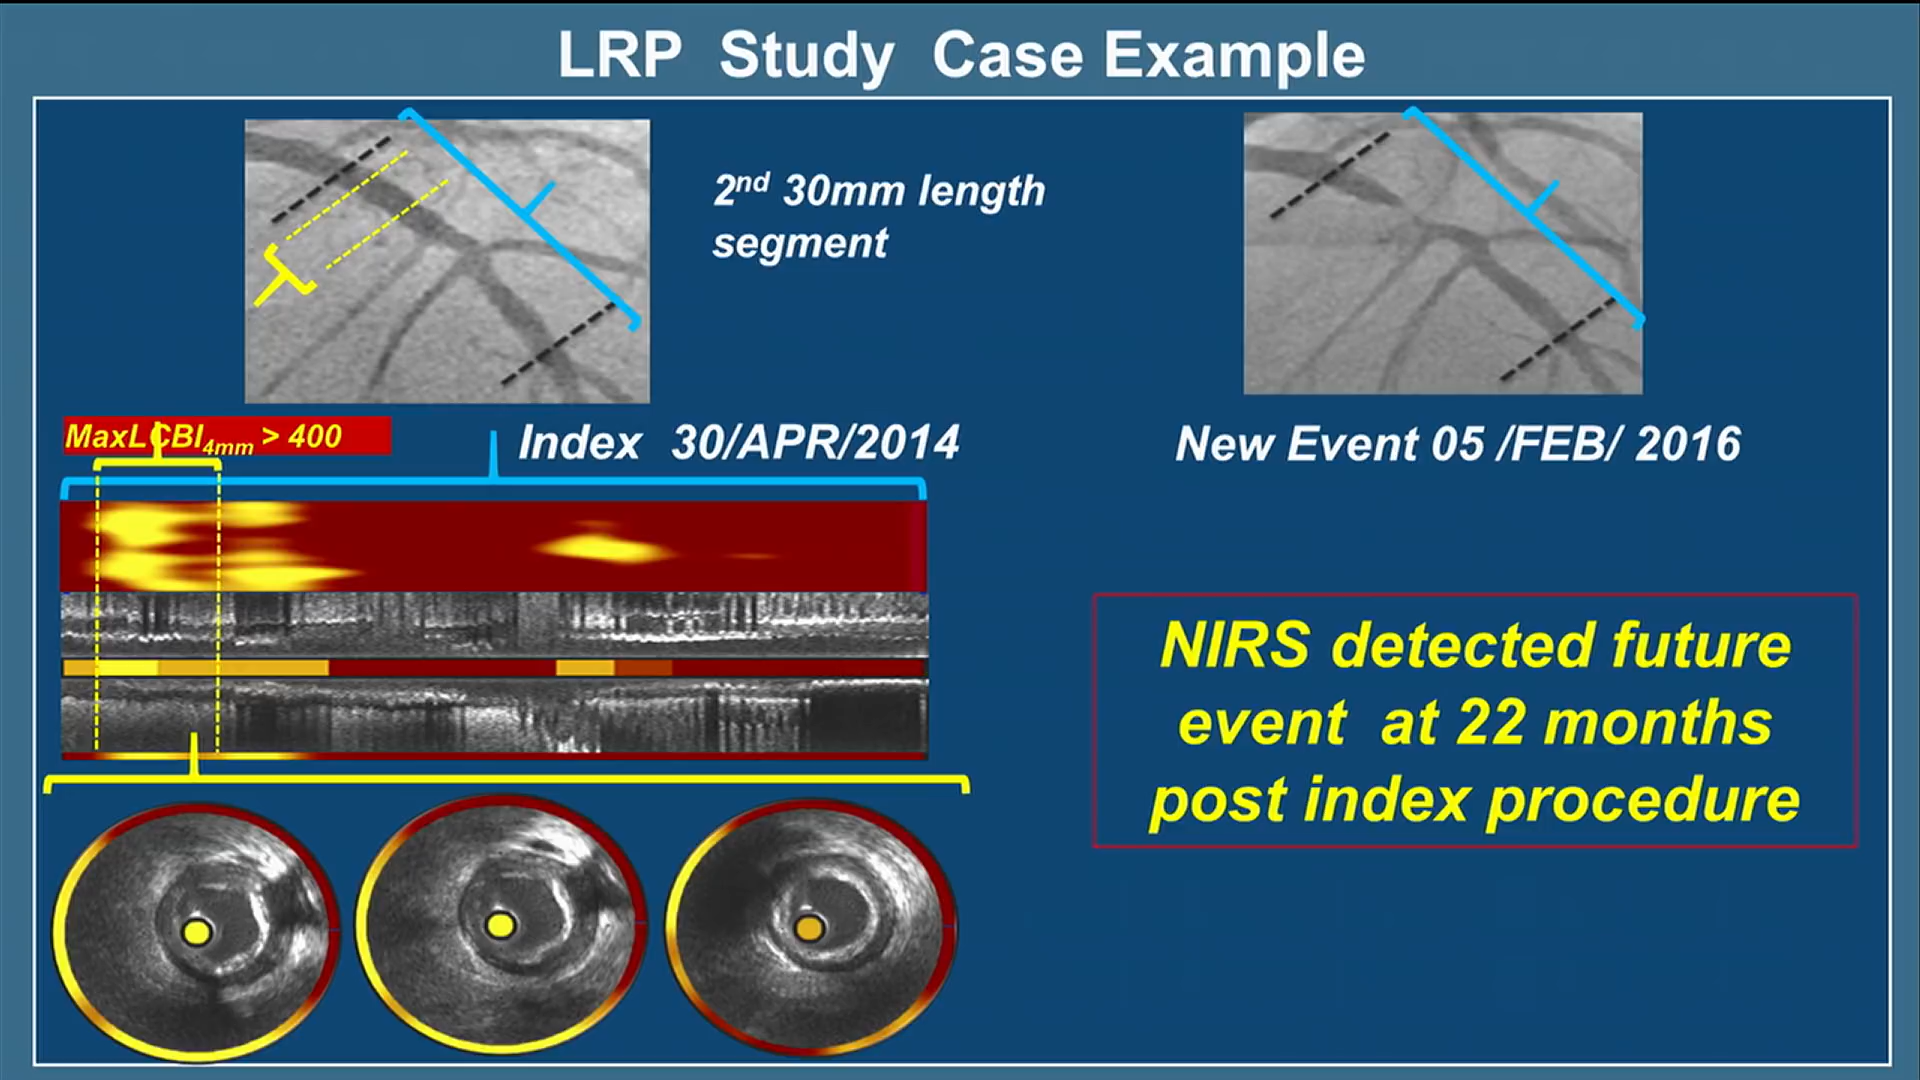 LRP Study Case Example
2nd 30mm length
segment
MaxLCBI4mm > 400
Index 30/APR/2014
New Event 05 /FEB/ 2016
NIRS detected future
event at 22 months
post index procedure